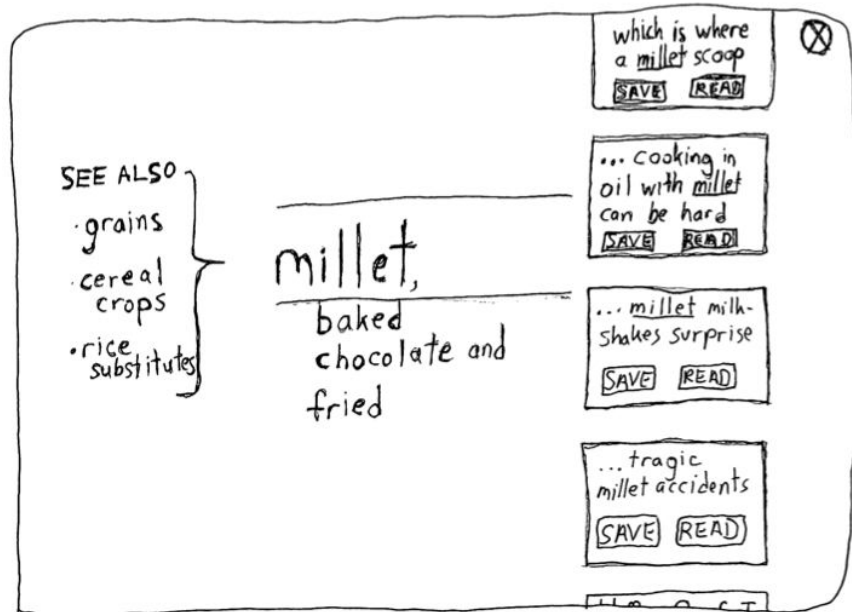 SEE ALSO
·grains
·cereal
crops
·rice
substitutes
millet,
baked
chocolate and
fried
which is where
a millet scoop
SAVE READ
... cooking in
oil with millet
can be hard
SAVE READ
... millet milk-
shakes surprise
SAVE READ
...tragic
millet accidents
SAVE READ